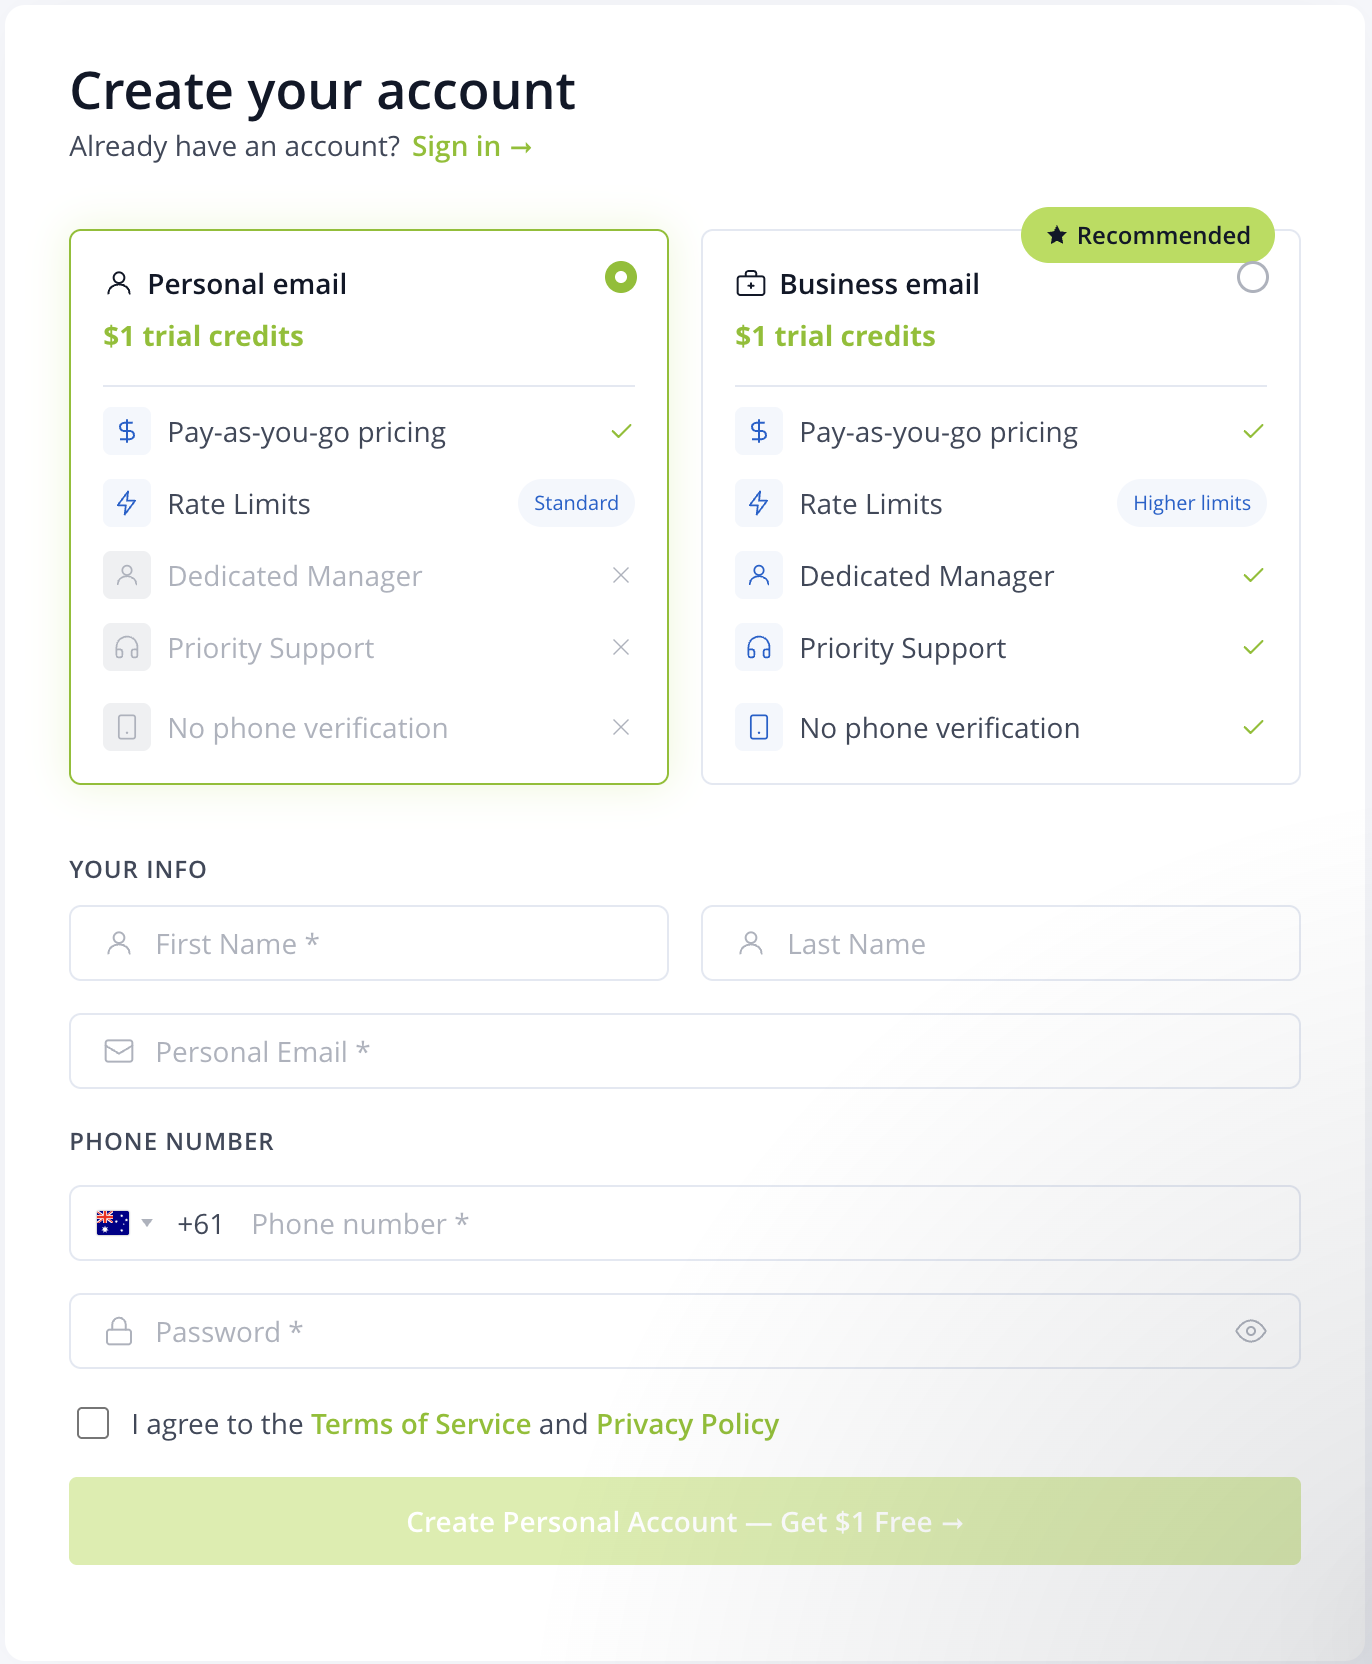 Create your account
Already have an account? Sign in →
Personal email
$1 trial credits
Pay-as-you-go pricing
Rate Limits Standard
Dedicated Manager
Priority Support
No phone verification
Recommended
Business email
$1 trial credits
Pay-as-you-go pricing
Rate Limits Higher limits
Dedicated Manager
Priority Support
No phone verification
YOUR INFO
First Name *
Last Name
Personal Email *
PHONE NUMBER
+61 Phone number *
Password *
I agree to the Terms of Service and Privacy Policy
Create Personal Account — Get $1 Free →